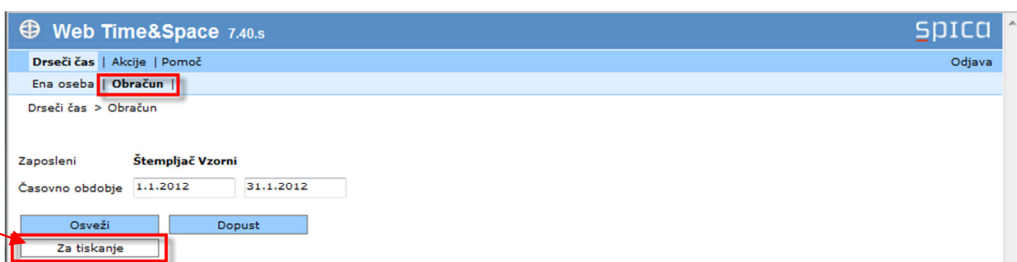 Web Time&Space 7.40.s spica
Drseči čas | Akcije | Pomoč Odjava
Ena oseba | Obračun |
Drseči čas > Obračun
Zaposleni Štempljač Vzorni
Časovno obdobje 1.1.2012 31.1.2012
Osveži Dopust
Za tiskanje